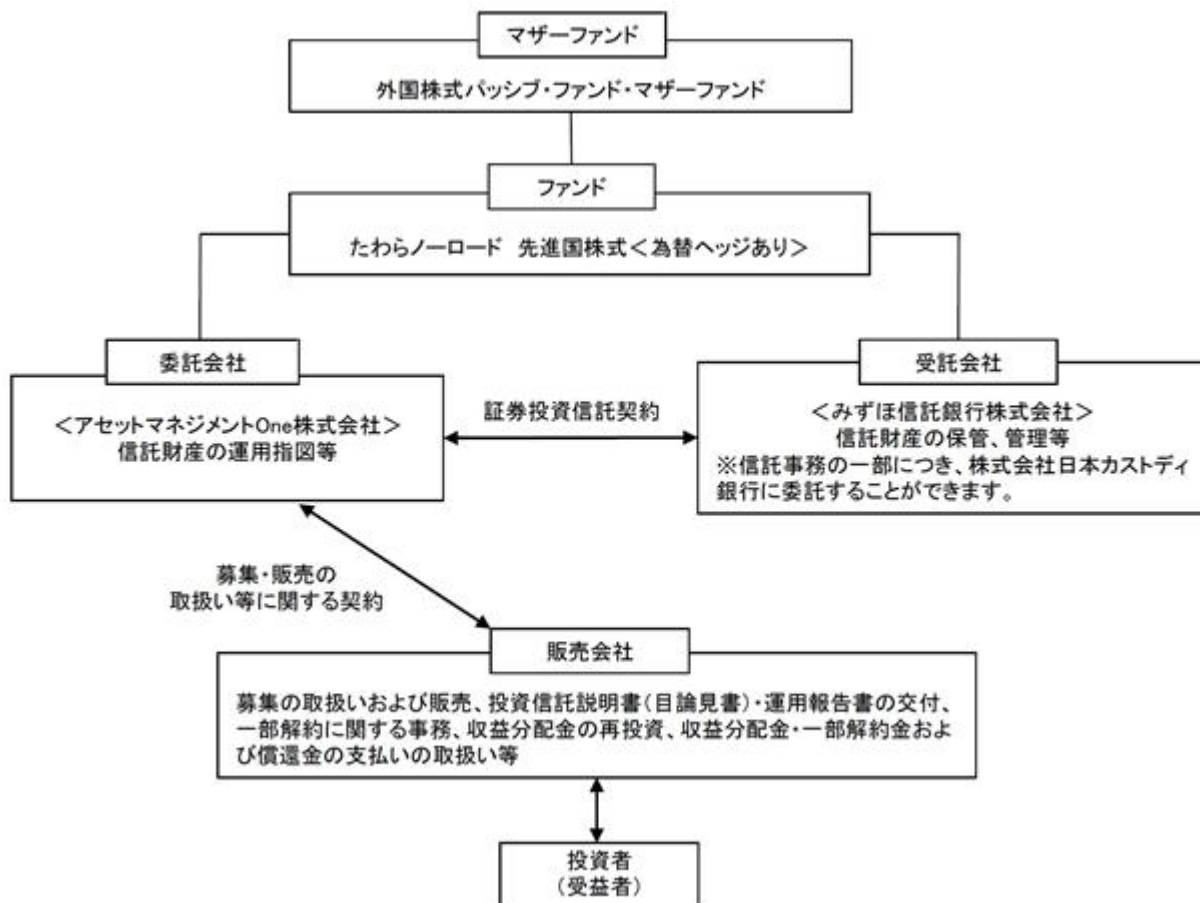 マザーファンド
外国株式パッシブ・ファンド・マザーファンド
ファンド
たわらノーロード 先進国株式＜為替ヘッジあり＞
委託会社
＜アセットマネジメントOne株式会社＞
信託財産の運用指図等
証券投資信託契約
受託会社
＜みずほ信託銀行株式会社＞
信託財産の保管、管理等
※信託事務の一部につき、株式会社日本カストディ
銀行に委託することができます。
募集・販売の
取扱い等に関する契約
販売会社
募集の取扱いおよび販売、投資信託説明書（目論見書）・運用報告書の交付、
一部解約に関する事務、収益分配金の再投資、収益分配金・一部解約金およ
び償還金の支払いの取扱い等
投資者
（受益者）